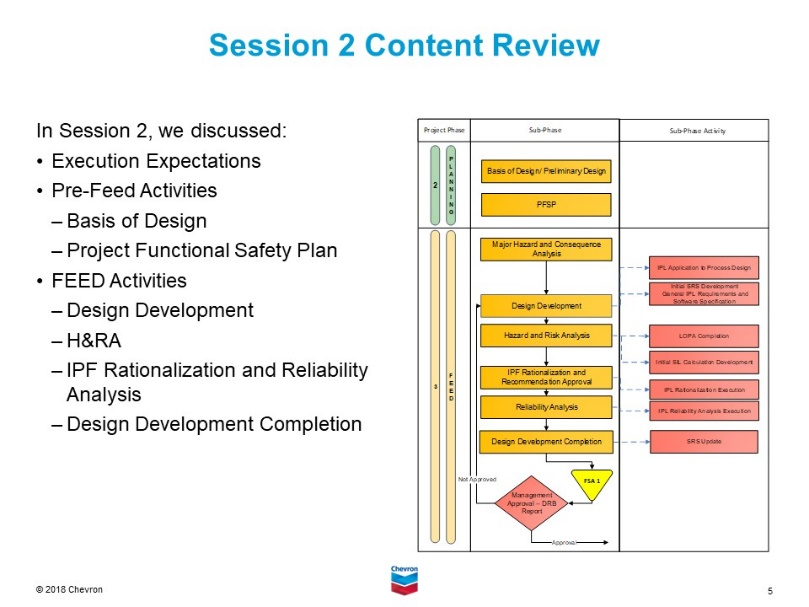 Session 2 Content Review
In Session 2, we discussed:
• Execution Expectations
• Pre-Feed Activities
– Basis of Design
– Project Functional Safety Plan
• FEED Activities
– Design Development
– H&RA
– IPF Rationalization and Reliability
Analysis
– Design Development Completion
Project Phase
Sub-Phase
Sub-Phase Activity
2
PLANNING
Basis of Design/ Preliminary Design
PFSP
3
FEED
Major Hazard and Consequence
Analysis
Design Development
Hazard and Risk Analysis
IPF Rationalization and
Recommendation Approval
Reliability Analysis
Design Development Completion
FSA 1
Not Approved
Management
Approval – DRB
Report
Approval
IPL Application to Process Design
Initial SRS Development
General IPL Requirements and
Software Specification
LOPA Completion
Initial SIL Calculation Development
IPL Rationalization Execution
IPL Reliability Analysis Execution
SRS Update
© 2018 Chevron
Chevron
5